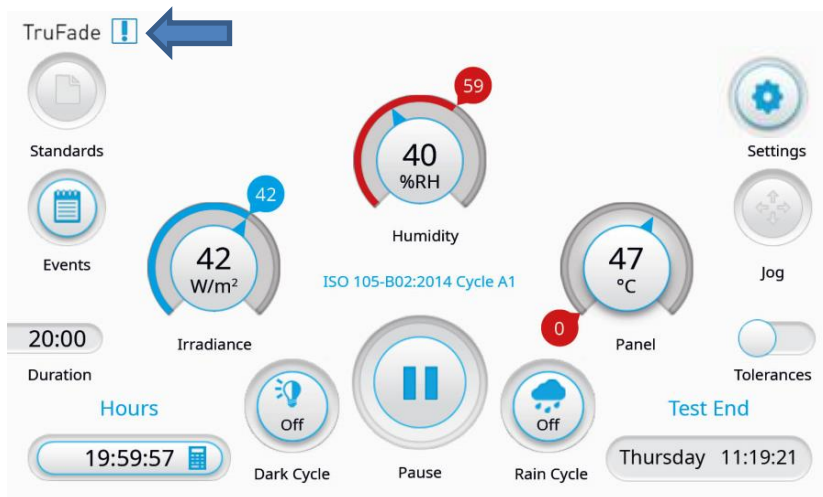 TruFade !
Standards
Events
20:00
Duration
Hours
19:59:57
42
42
W/m²
Irradiance
59
40
%RH
Humidity
ISO 105-B02:2014 Cycle A1
Off
Dark Cycle
Pause
Off
Rain Cycle
47
°C
0
Panel
Settings
Jog
Tolerances
Test End
Thursday 11:19:21